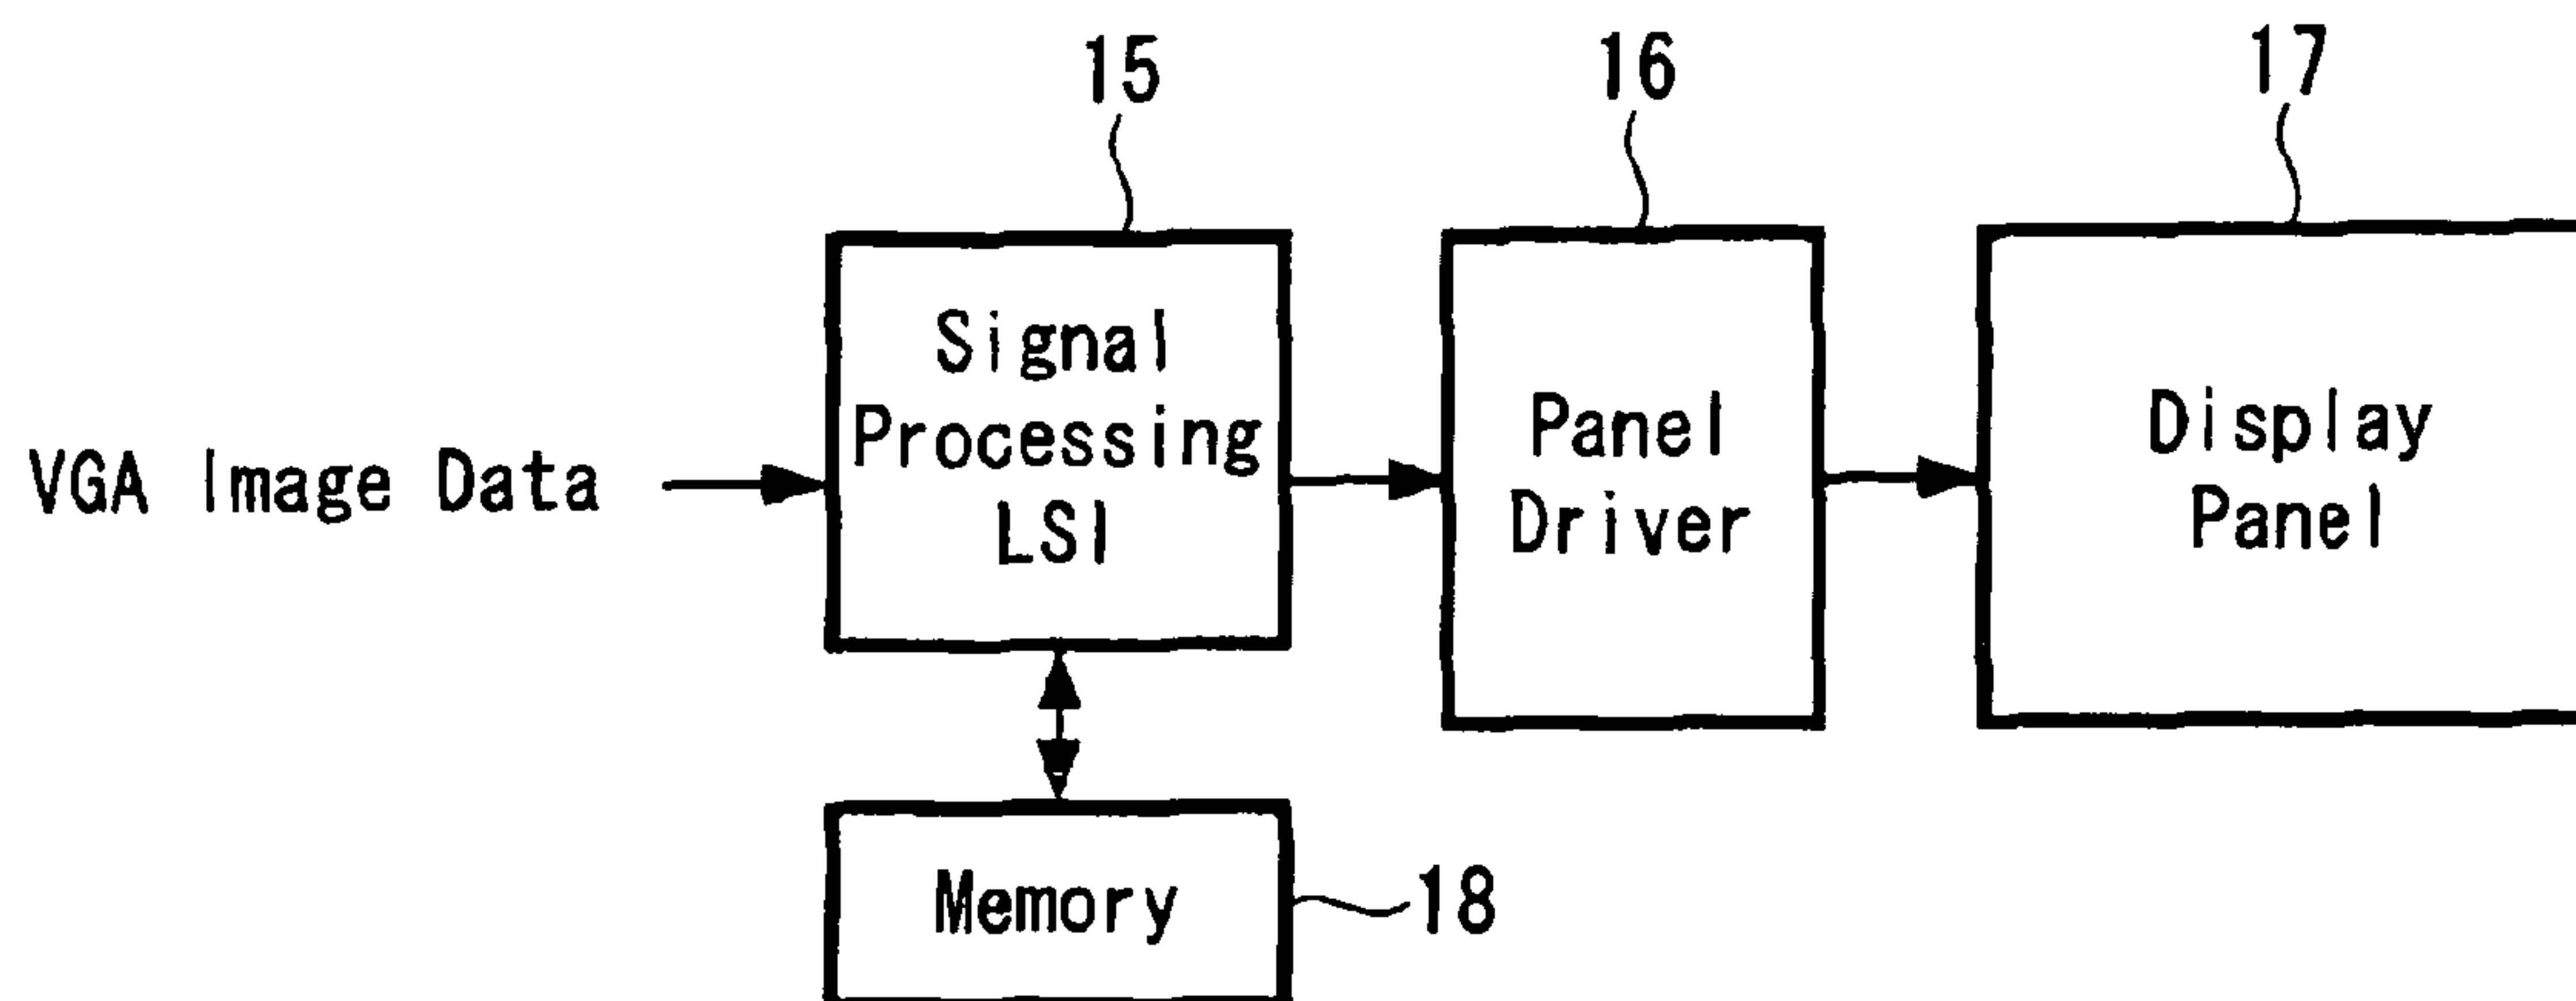 15
16
17
Signal
Processing
LSI
Panel
Driver
Display
Panel
VGA Image Data
Memory
18